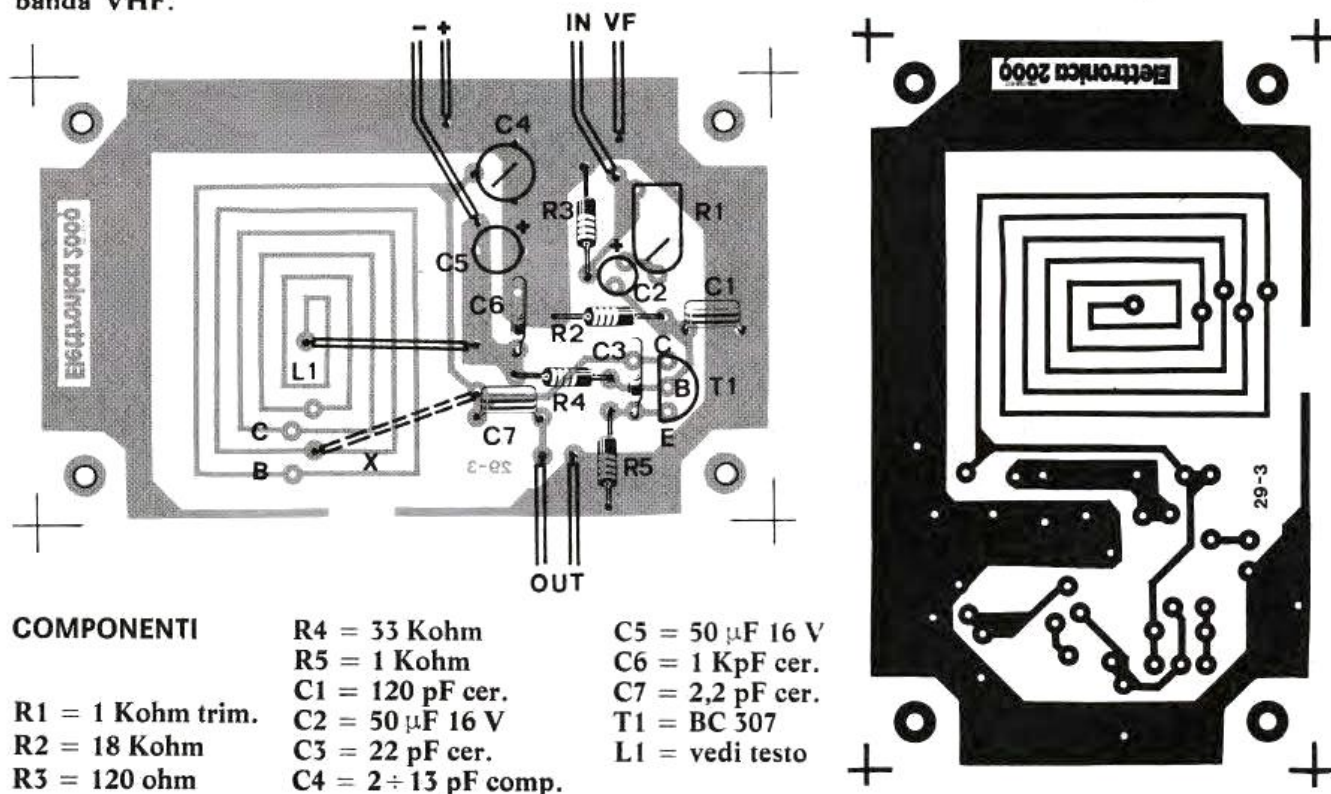 banda VHF.
- + IN VF
C4
R3
R1
C5
C2
C1
C6
R2
C3
C
L1
R4
B
T1
C7
E
C
X
B
R5
29-3
Elettronica 2000
OUT
Elettronica 2000
29-3
COMPONENTI
R1 = 1 Kohm trim.
R2 = 18 Kohm
R3 = 120 ohm
R4 = 33 Kohm
R5 = 1 Kohm
C1 = 120 pF cer.
C2 = 50 µF 16 V
C3 = 22 pF cer.
C4 = 2÷13 pF comp.
C5 = 50 µF 16 V
C6 = 1 KpF cer.
C7 = 2,2 pF cer.
T1 = BC 307
L1 = vedi testo